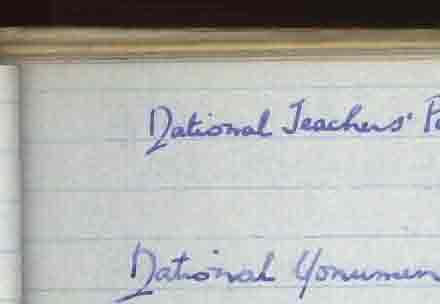 National Teachers' P
National Monumen